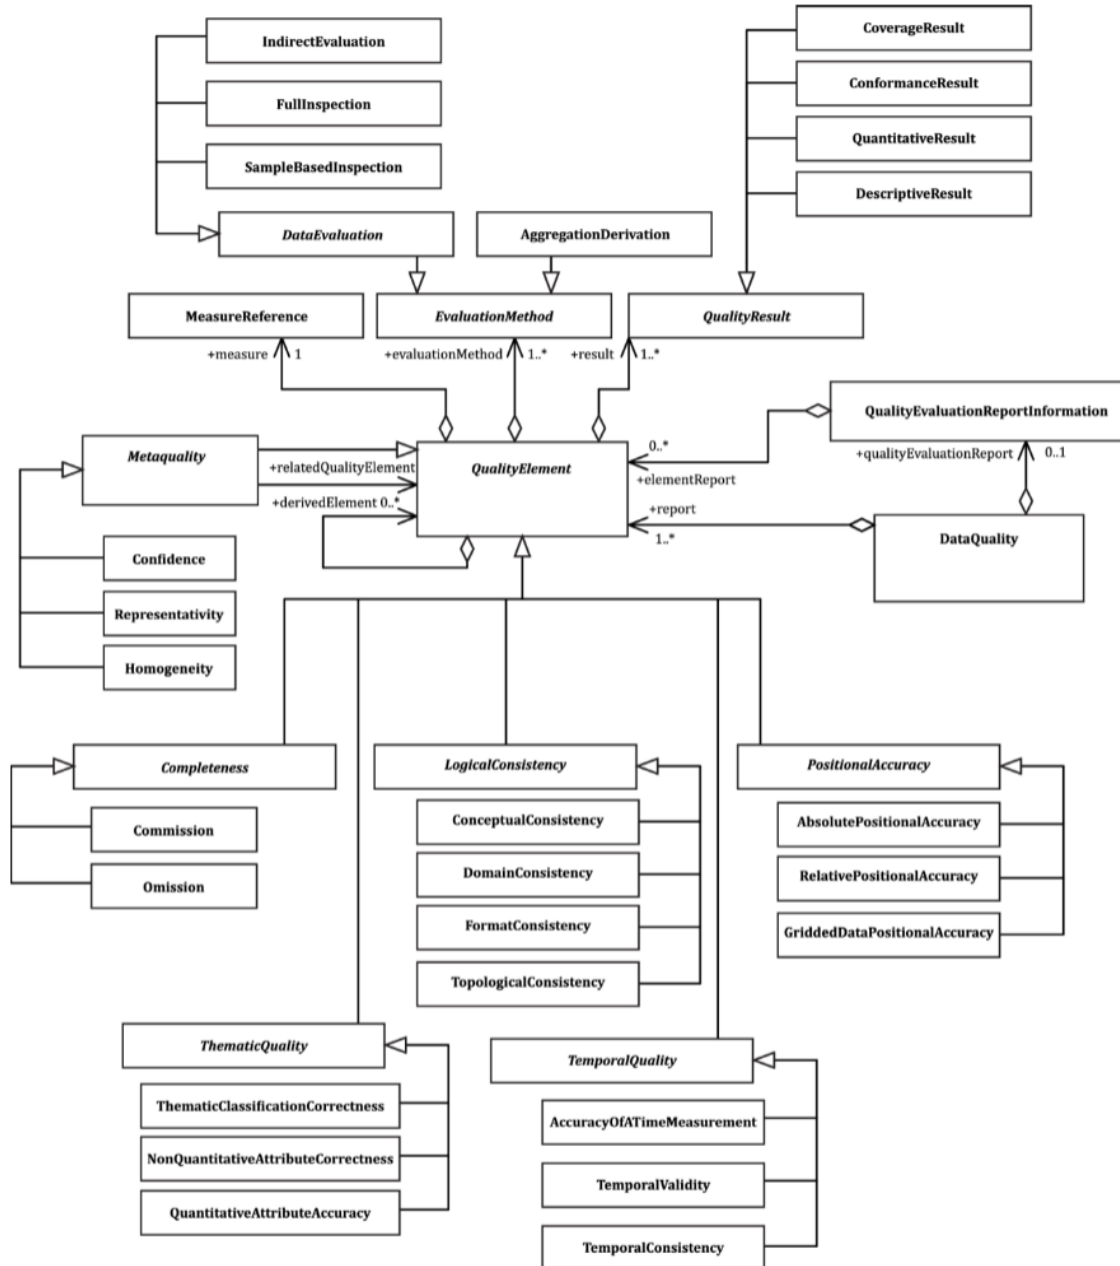 IndirectEvaluation
FullInspection
SampleBasedInspection
DataEvaluation
AggregationDerivation
CoverageResult
ConformanceResult
QuantitativeResult
DescriptiveResult
MeasureReference
EvaluationMethod
QualityResult
+measure 1
+evaluationMethod 1..*
+result 1..*
QualityEvaluationReportInformation
+qualityEvaluationReport 0..1
Metaquality
+relatedQualityElement
+derivedElement 0..*
QualityElement
0..*
+elementReport
+report
1..*
DataQuality
Confidence
Representativity
Homogeneity
Completeness
Commission
Omission
LogicalConsistency
ConceptualConsistency
DomainConsistency
FormatConsistency
TopologicalConsistency
PositionalAccuracy
AbsolutePositionalAccuracy
RelativePositionalAccuracy
GriddedDataPositionalAccuracy
ThematicQuality
ThematicClassificationCorrectness
NonQuantitativeAttributeCorrectness
QuantitativeAttributeAccuracy
TemporalQuality
AccuracyOfATimeMeasurement
TemporalValidity
TemporalConsistency